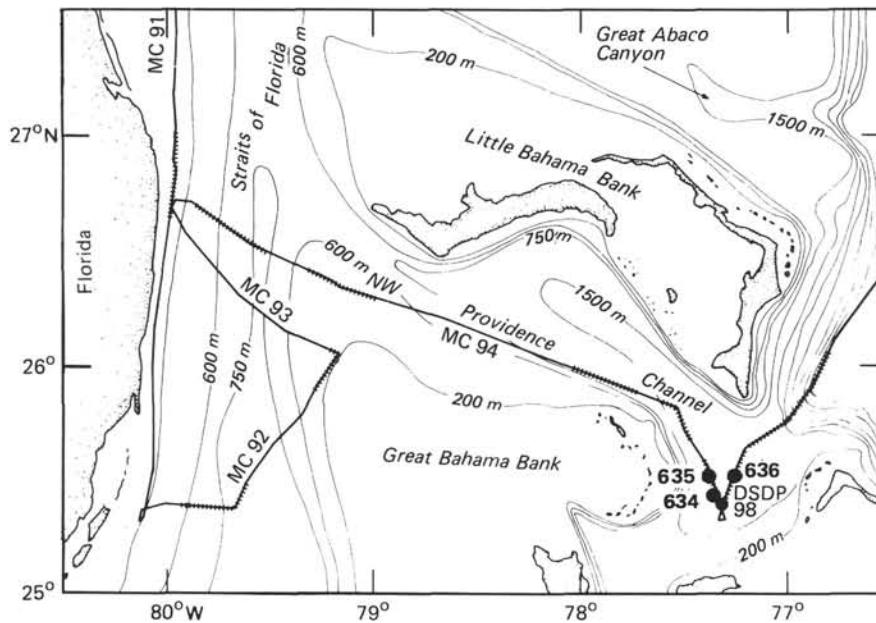 MC 91
Straits of Florida
600 m
200 m
Great Abaco
Canyon
1500 m
27°N
Little Bahama Bank
750 m
Florida
600 m
NW Providence Channel
1500 m
MC 93
MC 94
26°
600 m
750 m
200 m
MC 92
Great Bahama Bank
635
636
634
DSDP
98
200 m
25°
80°W
79°
78°
77°